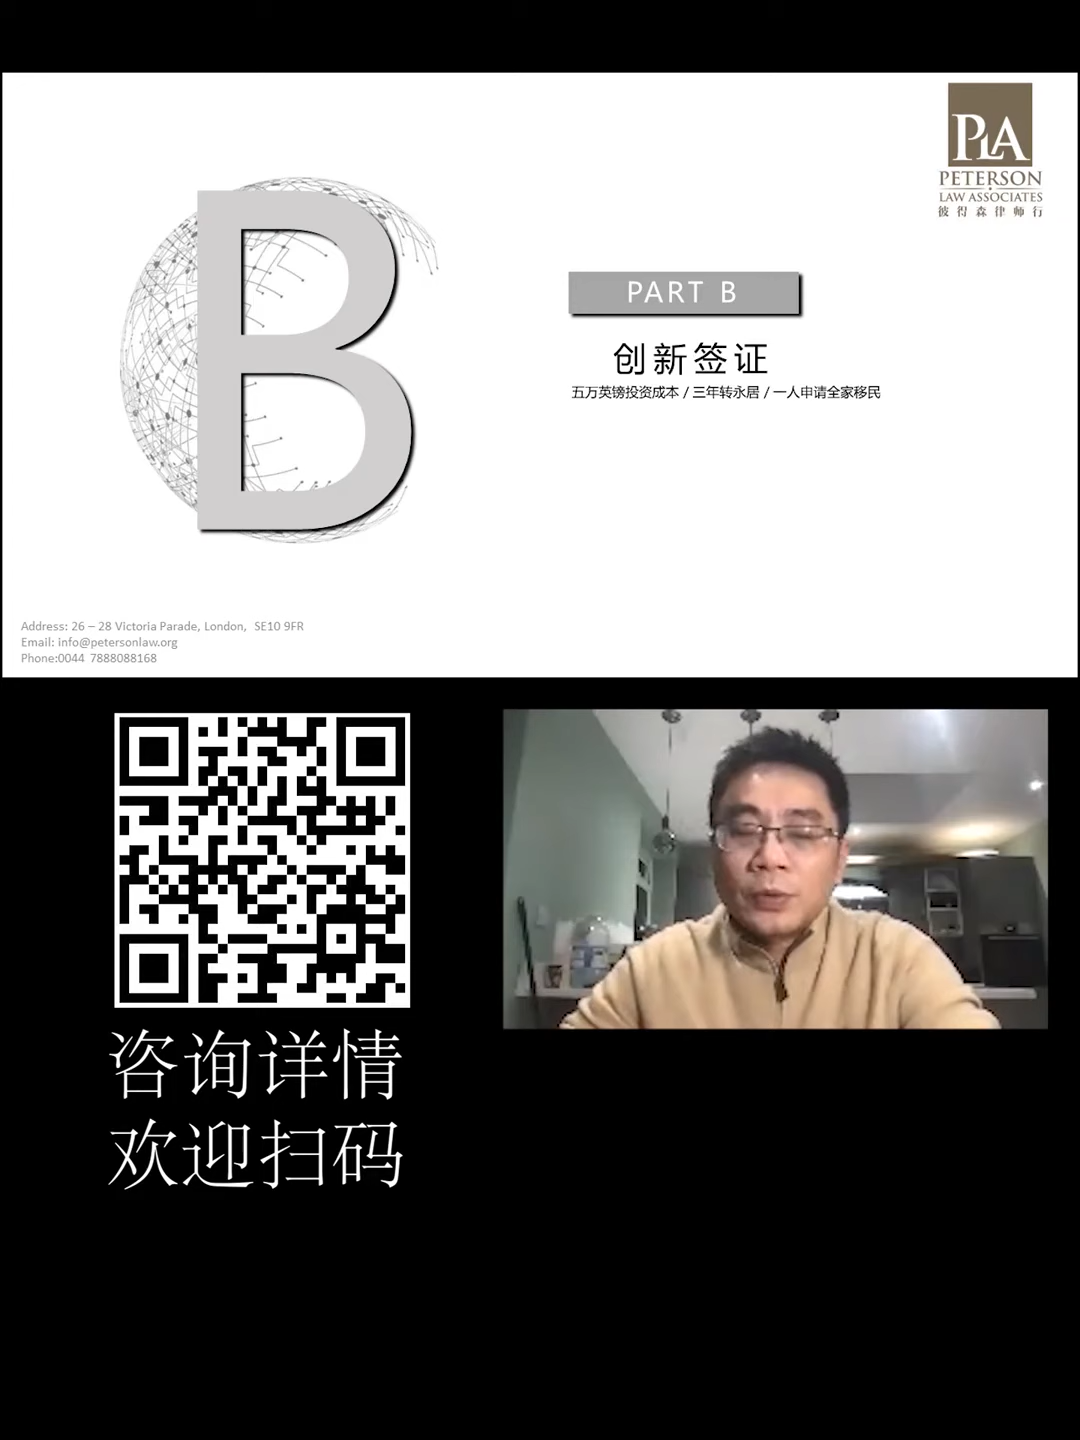 PLA
PETERSON
LAW ASSOCIATES
彼得森律师行
B
PART B
创新签证
五万英镑投资成本 / 三年转永居 / 一人申请全家移民
Address: 26 – 28 Victoria Parade, London, SE10 9FR
Email: info@petersonlaw.org
Phone:0044 7888088168
咨询详情
欢迎扫码